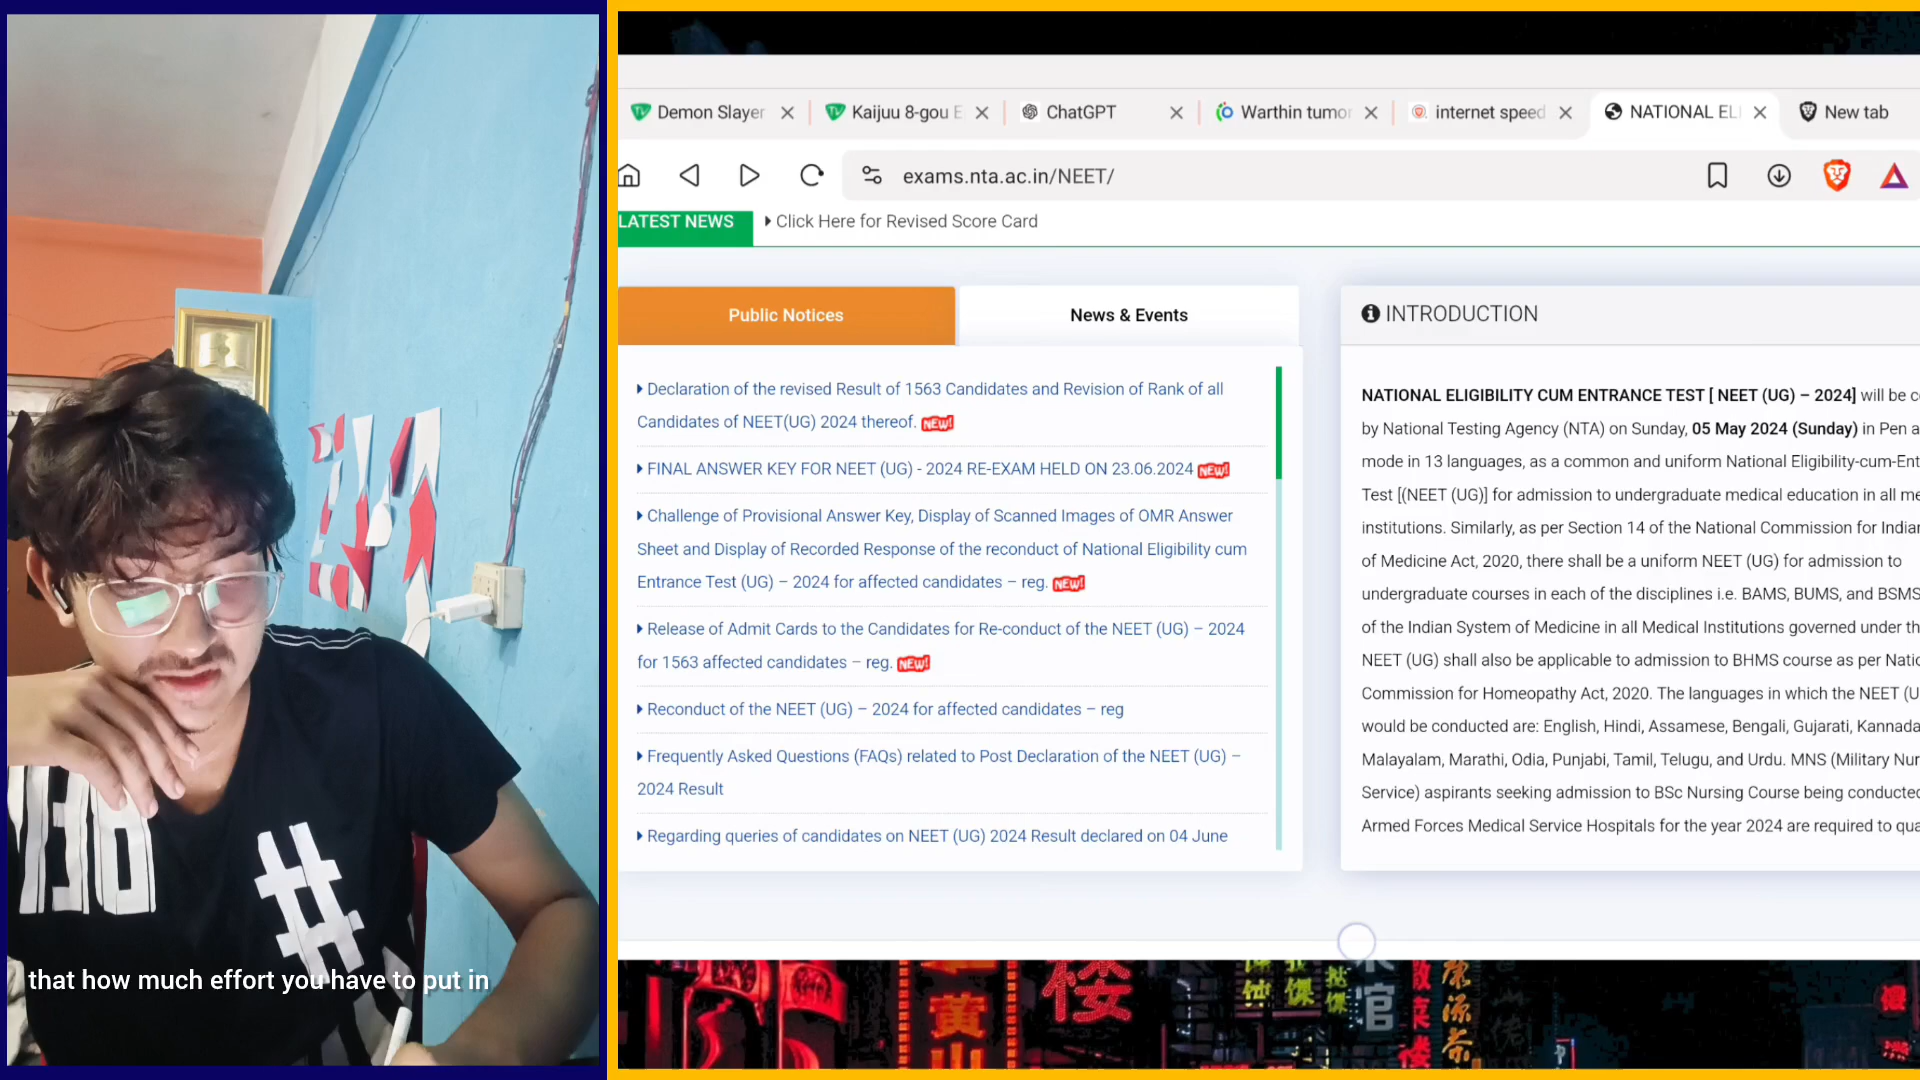 Demon Slayer
Kaijuu 8-gou E
ChatGPT
Warthin tumor
internet speed
NATIONAL ELI
New tab
exams.nta.ac.in/NEET/
LATEST NEWS
Click Here for Revised Score Card
Public Notices
News & Events
Declaration of the revised Result of 1563 Candidates and Revision of Rank of all
Candidates of NEET(UG) 2024 thereof. NEW!
FINAL ANSWER KEY FOR NEET (UG) - 2024 RE-EXAM HELD ON 23.06.2024 NEW!
Challenge of Provisional Answer Key, Display of Scanned Images of OMR Answer
Sheet and Display of Recorded Response of the reconduct of National Eligibility cum
Entrance Test (UG) – 2024 for affected candidates – reg. NEW!
Release of Admit Cards to the Candidates for Re-conduct of the NEET (UG) – 2024
for 1563 affected candidates – reg. NEW!
Reconduct of the NEET (UG) – 2024 for affected candidates – reg
Frequently Asked Questions (FAQs) related to Post Declaration of the NEET (UG) –
2024 Result
Regarding queries of candidates on NEET (UG) 2024 Result declared on 04 June
INTRODUCTION
NATIONAL ELIGIBILITY CUM ENTRANCE TEST [ NEET (UG) – 2024] will be c
by National Testing Agency (NTA) on Sunday, 05 May 2024 (Sunday) in Pen a
mode in 13 languages, as a common and uniform National Eligibility-cum-Ent
Test [(NEET (UG)] for admission to undergraduate medical education in all me
institutions. Similarly, as per Section 14 of the National Commission for Indian
of Medicine Act, 2020, there shall be a uniform NEET (UG) for admission to
undergraduate courses in each of the disciplines i.e. BAMS, BUMS, and BSMS
of the Indian System of Medicine in all Medical Institutions governed under th
NEET (UG) shall also be applicable to admission to BHMS course as per Natio
Commission for Homeopathy Act, 2020. The languages in which the NEET (U
would be conducted are: English, Hindi, Assamese, Bengali, Gujarati, Kannada
Malayalam, Marathi, Odia, Punjabi, Tamil, Telugu, and Urdu. MNS (Military Nur
Service) aspirants seeking admission to BSc Nursing Course being conducted
Armed Forces Medical Service Hospitals for the year 2024 are required to qua
#
that how much effort you have to put in
黄
山
官